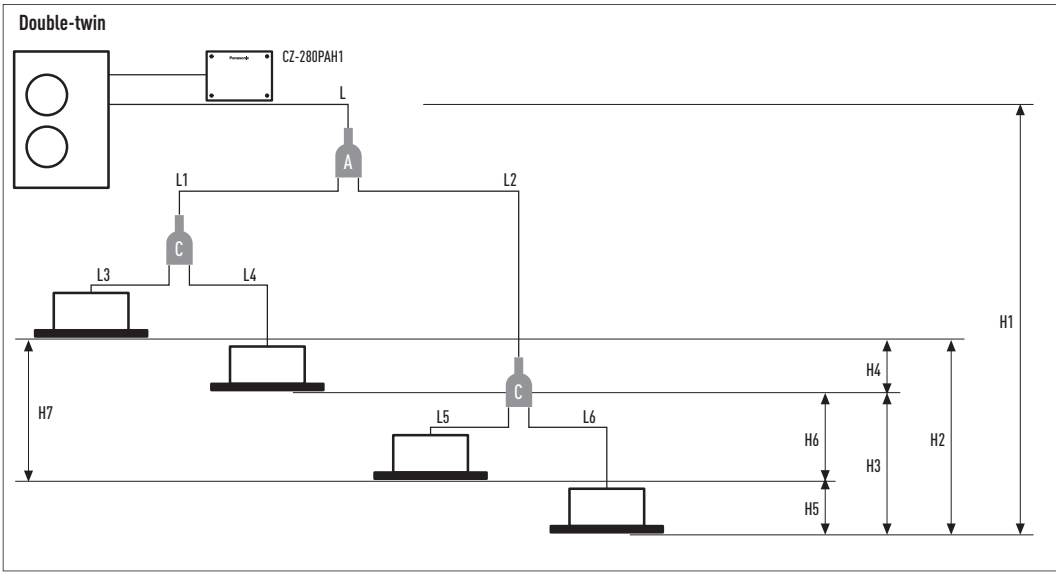 Double-twin
Panasonic
CZ-280PAH1
L
A
L1
L2
C
L3
L4
H1
H4
C
H7
L5
L6
H6
H3
H2
H5